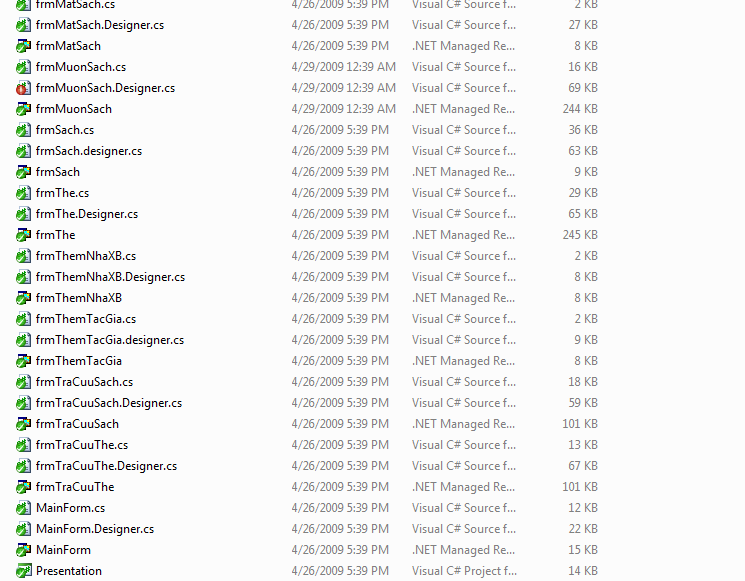 frmMatSach.cs 4/26/2009 5:39 PM Visual C# Source f... 2 KB
frmMatSach.Designer.cs 4/26/2009 5:39 PM Visual C# Source f... 27 KB
frmMatSach 4/26/2009 5:39 PM .NET Managed Re... 8 KB
frmMuonSach.cs 4/29/2009 12:39 AM Visual C# Source f... 16 KB
frmMuonSach.Designer.cs 4/29/2009 12:39 AM Visual C# Source f... 69 KB
frmMuonSach 4/29/2009 12:39 AM .NET Managed Re... 244 KB
frmSach.cs 4/26/2009 5:39 PM Visual C# Source f... 36 KB
frmSach.designer.cs 4/26/2009 5:39 PM Visual C# Source f... 63 KB
frmSach 4/26/2009 5:39 PM .NET Managed Re... 9 KB
frmThe.cs 4/26/2009 5:39 PM Visual C# Source f... 29 KB
frmThe.Designer.cs 4/26/2009 5:39 PM Visual C# Source f... 65 KB
frmThe 4/26/2009 5:39 PM .NET Managed Re... 245 KB
frmThemNhaXB.cs 4/26/2009 5:39 PM Visual C# Source f... 2 KB
frmThemNhaXB.Designer.cs 4/26/2009 5:39 PM Visual C# Source f... 8 KB
frmThemNhaXB 4/26/2009 5:39 PM .NET Managed Re... 8 KB
frmThemTacGia.cs 4/26/2009 5:39 PM Visual C# Source f... 2 KB
frmThemTacGia.designer.cs 4/26/2009 5:39 PM Visual C# Source f... 9 KB
frmThemTacGia 4/26/2009 5:39 PM .NET Managed Re... 8 KB
frmTraCuuSach.cs 4/26/2009 5:39 PM Visual C# Source f... 18 KB
frmTraCuuSach.Designer.cs 4/26/2009 5:39 PM Visual C# Source f... 59 KB
frmTraCuuSach 4/26/2009 5:39 PM .NET Managed Re... 101 KB
frmTraCuuThe.cs 4/26/2009 5:39 PM Visual C# Source f... 13 KB
frmTraCuuThe.Designer.cs 4/26/2009 5:39 PM Visual C# Source f... 67 KB
frmTraCuuThe 4/26/2009 5:39 PM .NET Managed Re... 101 KB
MainForm.cs 4/26/2009 5:39 PM Visual C# Source f... 12 KB
MainForm.Designer.cs 4/26/2009 5:39 PM Visual C# Source f... 22 KB
MainForm 4/26/2009 5:39 PM .NET Managed Re... 15 KB
Presentation 4/26/2009 5:39 PM Visual C# Project f... 14 KB